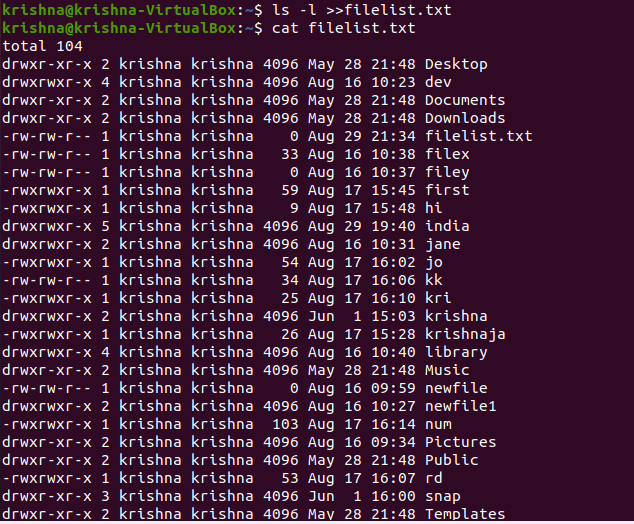 krishna@krishna-VirtualBox:~$ ls -l >>filelist.txt
krishna@krishna-VirtualBox:~$ cat filelist.txt
total 104
drwxr-xr-x 2 krishna krishna 4096 May 28 21:48 Desktop
drwxrwxr-x 4 krishna krishna 4096 Aug 16 10:23 dev
drwxr-xr-x 2 krishna krishna 4096 May 28 21:48 Documents
drwxr-xr-x 2 krishna krishna 4096 May 28 21:48 Downloads
-rw-rw-r-- 1 krishna krishna    0 Aug 29 21:34 filelist.txt
-rw-rw-r-- 1 krishna krishna   33 Aug 16 10:38 filex
-rw-rw-r-- 1 krishna krishna    0 Aug 16 10:37 filey
-rwxrwxr-x 1 krishna krishna   59 Aug 17 15:45 first
-rwxrwxr-x 1 krishna krishna    9 Aug 17 15:48 hi
drwxrwxr-x 5 krishna krishna 4096 Aug 29 19:40 india
drwxrwxr-x 2 krishna krishna 4096 Aug 16 10:31 jane
-rwxrwxr-x 1 krishna krishna   54 Aug 17 16:02 jo
-rw-rw-r-- 1 krishna krishna   34 Aug 17 16:06 kk
-rwxrwxr-x 1 krishna krishna   25 Aug 17 16:10 kri
drwxrwxr-x 2 krishna krishna 4096 Jun  1 15:03 krishna
-rwxrwxr-x 1 krishna krishna   26 Aug 17 15:28 krishnaja
drwxrwxr-x 4 krishna krishna 4096 Aug 16 10:40 library
drwxr-xr-x 2 krishna krishna 4096 May 28 21:48 Music
-rw-rw-r-- 1 krishna krishna    0 Aug 16 09:59 newfile
drwxrwxr-x 2 krishna krishna 4096 Aug 16 10:27 newfile1
-rwxrwxr-x 1 krishna krishna  103 Aug 17 16:14 num
drwxr-xr-x 2 krishna krishna 4096 Aug 16 09:34 Pictures
drwxr-xr-x 2 krishna krishna 4096 May 28 21:48 Public
-rwxrwxr-x 1 krishna krishna   53 Aug 17 16:07 rd
drwxr-xr-x 3 krishna krishna 4096 Jun  1 16:00 snap
drwxr-xr-x 2 krishna krishna 4096 May 28 21:48 Templates